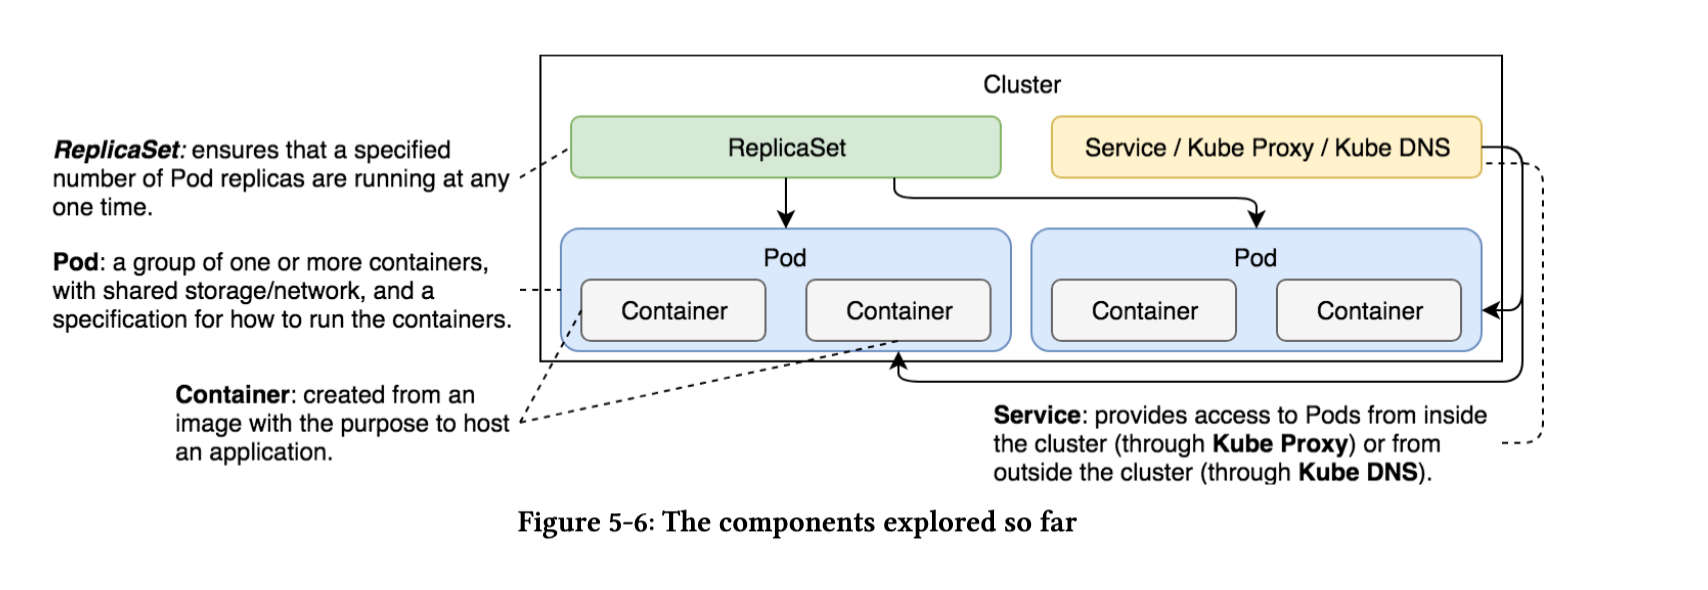 Cluster
ReplicaSet
Service / Kube Proxy / Kube DNS
ReplicaSet: ensures that a specified
number of Pod replicas are running at any
one time.
Pod
Pod
Pod: a group of one or more containers,
with shared storage/network, and a
specification for how to run the containers.
Container
Container
Container
Container
Container: created from an
image with the purpose to host
an application.
Service: provides access to Pods from inside
the cluster (through Kube Proxy) or from
outside the cluster (through Kube DNS).
Figure 5-6: The components explored so far